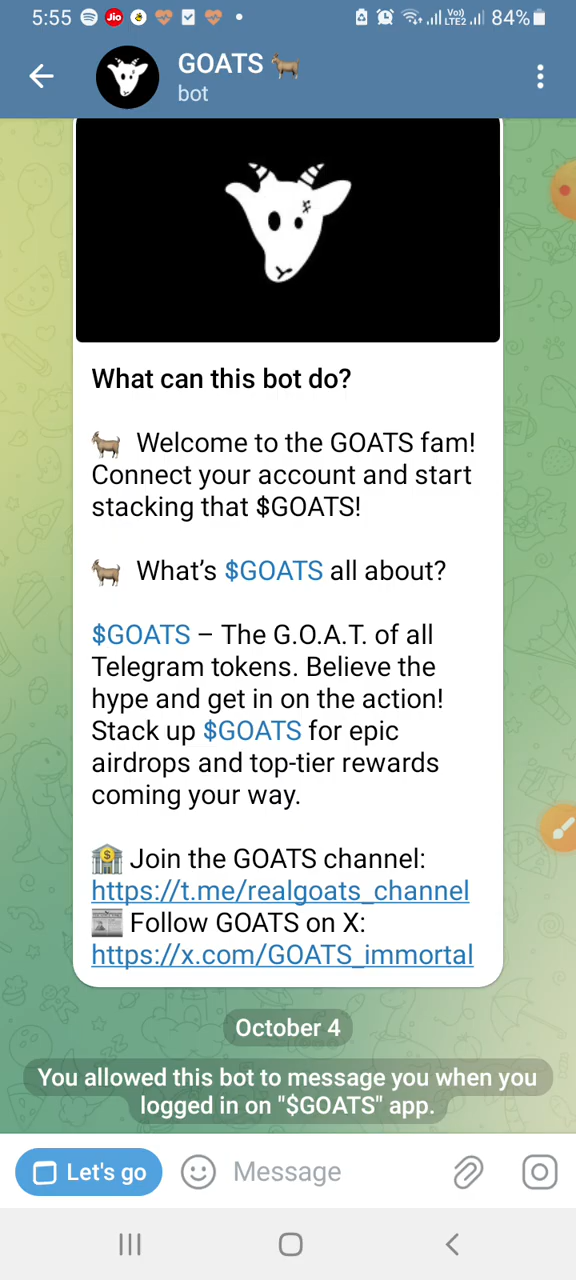 5:55
Jio
Vo))
LTE2
84%
GOATS 🐐
bot
What can this bot do?
🐐 Welcome to the GOATS fam!
Connect your account and start
stacking that $GOATS!
🐐 What’s $GOATS all about?
$GOATS – The G.O.A.T. of all
Telegram tokens. Believe the
hype and get in on the action!
Stack up $GOATS for epic
airdrops and top-tier rewards
coming your way.
🏦 Join the GOATS channel:
https://t.me/realgoats_channel
📰 Follow GOATS on X:
https://x.com/GOATS_immortal
October 4
You allowed this bot to message you when you
logged in on "$GOATS" app.
Let's go
Message